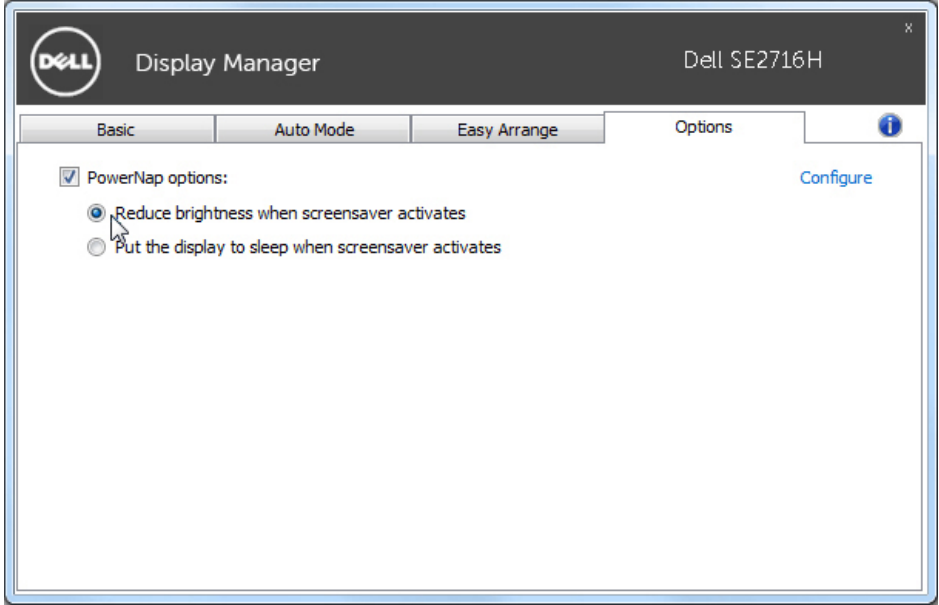 DELL Display Manager Dell SE2716H x
Basic Auto Mode Easy Arrange Options i
PowerNap options: Configure
Reduce brightness when screensaver activates
Put the display to sleep when screensaver activates